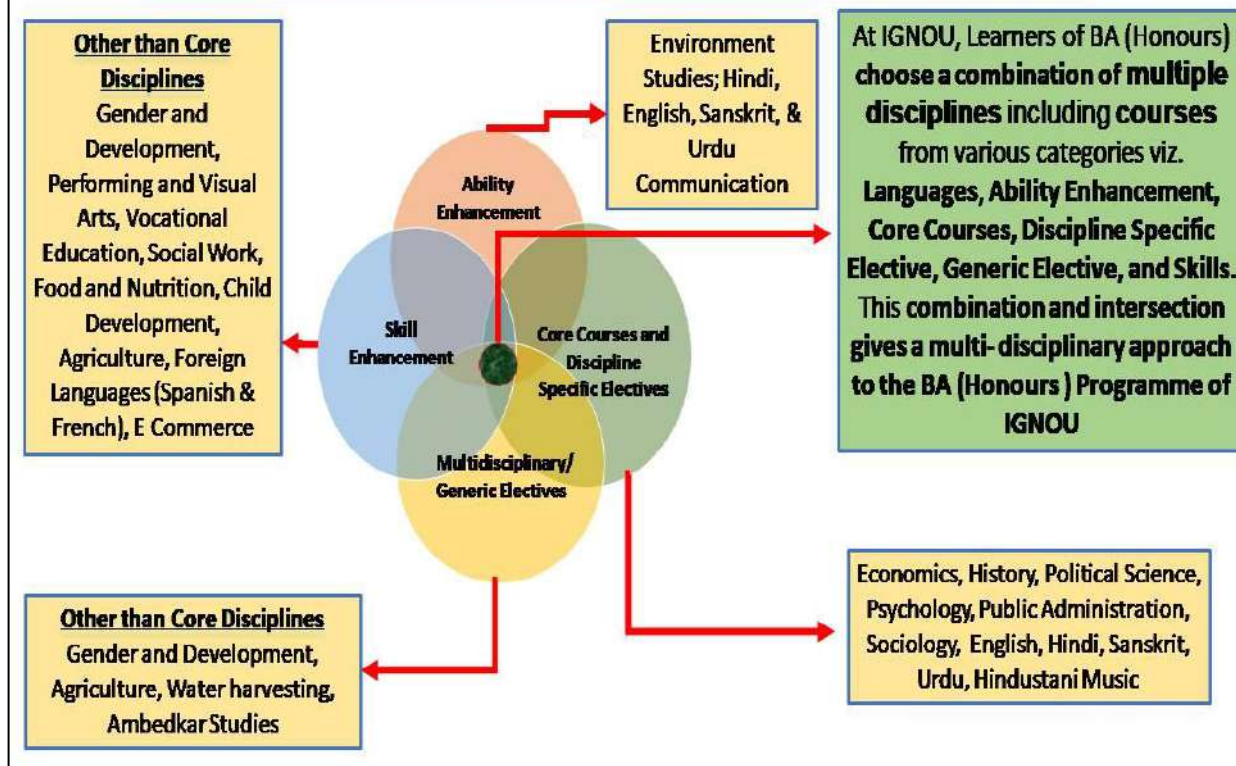 Other than Core
Disciplines
Gender and
Development,
Performing and Visual
Arts, Vocational
Education, Social Work,
Food and Nutrition, Child
Development,
Agriculture, Foreign
Languages (Spanish &
French), E Commerce
Environment
Studies; Hindi,
English, Sanskrit, &
Urdu
Communication
At IGNOU, Learners of BA (Honours)
choose a combination of multiple
disciplines including courses
from various categories viz.
Languages, Ability Enhancement,
Core Courses, Discipline Specific
Elective, Generic Elective, and Skills.
This combination and intersection
gives a multi- disciplinary approach
to the BA (Honours ) Programme of
IGNOU
Ability
Enhancement
Skill
Enhancement
Core Courses and
Discipline
Specific Electives
Multidisciplinary/
Generic Electives
Other than Core Disciplines
Gender and Development,
Agriculture, Water harvesting,
Ambedkar Studies
Economics, History, Political Science,
Psychology, Public Administration,
Sociology, English, Hindi, Sanskrit,
Urdu, Hindustani Music